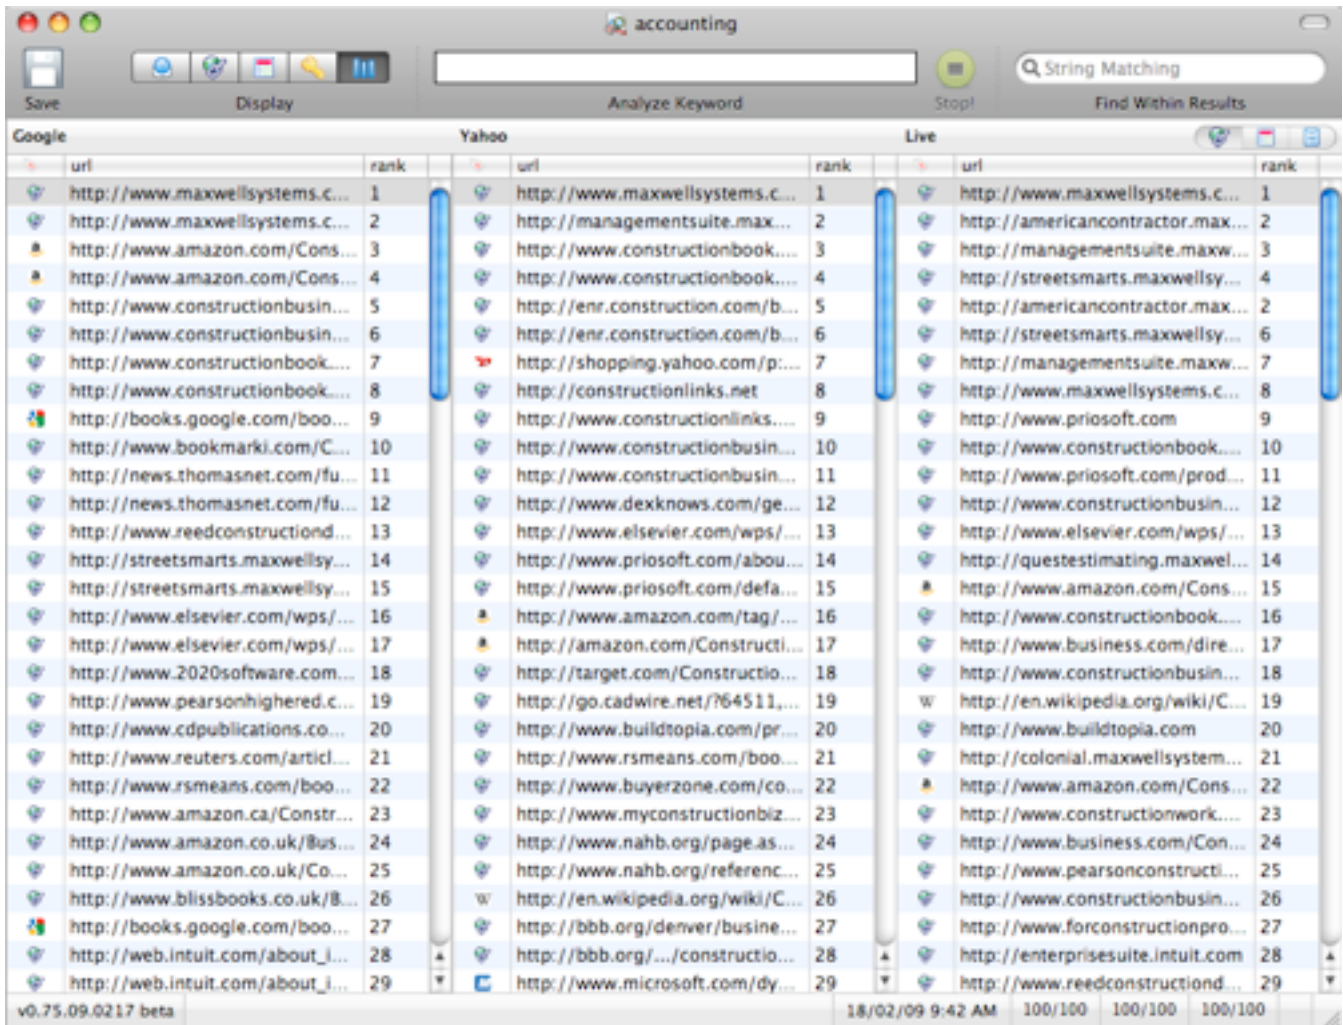 accounting
Save Display Analyze Keyword Stop! String Matching Find Within Results
Google Yahoo Live
url rank url rank url rank
http://www.maxwellsystems.c... 1 http://www.maxwellsystems.c... 1 http://www.maxwellsystems.c... 1
http://www.maxwellsystems.c... 2 http://managementsuite.max... 2 http://americancontractor.max... 2
http://www.amazon.com/Cons... 3 http://www.constructionbook.... 3 http://managementsuite.maxw... 3
http://www.amazon.com/Cons... 4 http://www.constructionbook.... 4 http://streetsmarts.maxwellsy... 4
http://www.constructionbusin... 5 http://enr.construction.com/b... 5 http://americancontractor.max... 2
http://www.constructionbusin... 6 http://enr.construction.com/b... 6 http://streetsmarts.maxwellsy... 6
http://www.constructionbook.... 7 http://shopping.yahoo.com/p:... 7 http://managementsuite.maxw... 7
http://www.constructionbook.... 8 http://constructionlinks.net 8 http://www.maxwellsystems.c... 8
http://books.google.com/boo... 9 http://www.constructionlinks.... 9 http://www.priosoft.com 9
http://www.bookmarki.com/C... 10 http://www.constructionbusin... 10 http://www.constructionbook.... 10
http://news.thomasnet.com/fu... 11 http://www.constructionbusin... 11 http://www.priosoft.com/prod... 11
http://news.thomasnet.com/fu... 12 http://www.dexknows.com/ge... 12 http://www.constructionbusin... 12
http://www.reedconstructiond... 13 http://www.elsevier.com/wps/... 13 http://www.elsevier.com/wps/... 13
http://streetsmarts.maxwellsy... 14 http://www.priosoft.com/abou... 14 http://questestimating.maxwel... 14
http://streetsmarts.maxwellsy... 15 http://www.priosoft.com/defa... 15 http://www.amazon.com/Cons... 15
http://www.elsevier.com/wps/... 16 http://www.amazon.com/tag/... 16 http://www.constructionbook.... 16
http://www.elsevier.com/wps/... 17 http://amazon.com/Constructi... 17 http://www.business.com/dire... 17
http://www.2020software.com... 18 http://target.com/Constructio... 18 http://www.constructionbusin... 18
http://www.pearsonhighered.c... 19 http://go.cadwire.net/?64511,... 19 http://en.wikipedia.org/wiki/C... 19
http://www.cdpublications.co... 20 http://www.buildtopia.com/pr... 20 http://www.buildtopia.com 20
http://www.reuters.com/articl... 21 http://www.rsmeans.com/boo... 21 http://colonial.maxwellsystem... 21
http://www.rsmeans.com/boo... 22 http://www.buyerzone.com/co... 22 http://www.amazon.com/Cons... 22
http://www.amazon.ca/Constr... 23 http://www.myconstructionbiz... 23 http://www.constructionwork.... 23
http://www.amazon.co.uk/Bus... 24 http://www.nahb.org/page.as... 24 http://www.business.com/Con... 24
http://www.amazon.co.uk/Co... 25 http://www.nahb.org/referenc... 25 http://www.pearsonconstructi... 25
http://www.blissbooks.co.uk/B... 26 http://en.wikipedia.org/wiki/C... 26 http://www.constructionbusin... 26
http://books.google.com/boo... 27 http://bbb.org/denver/busine... 27 http://www.forconstructionpro... 27
http://web.intuit.com/about_i... 28 http://bbb.org/.../constructio... 28 http://enterprisesuite.intuit.com 28
http://web.intuit.com/about_i... 29 http://www.microsoft.com/dy... 29 http://www.reedconstructiond... 29
v0.75.09.0217 beta 18/02/09 9:42 AM 100/100 100/100 100/100